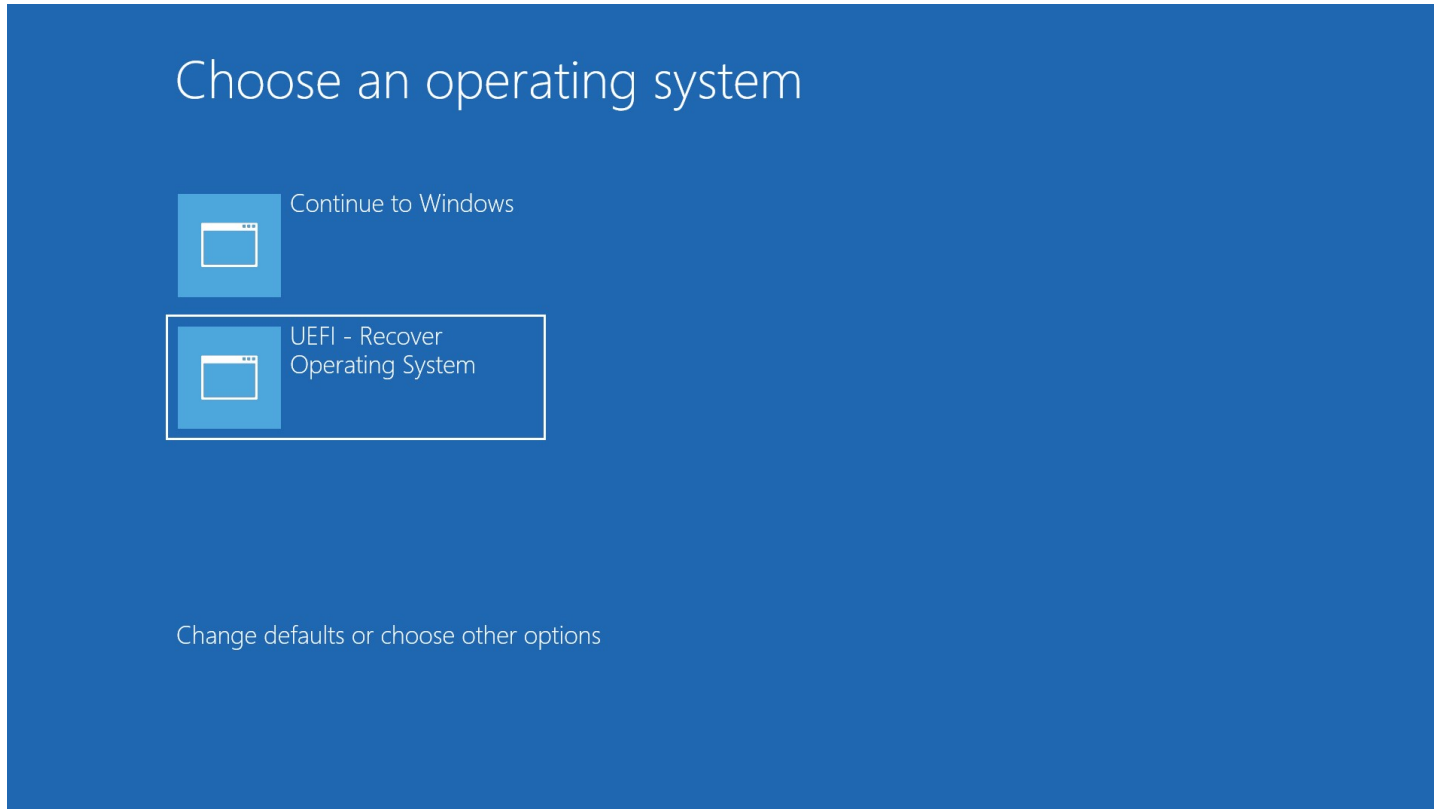 Choose an operating system
Continue to Windows
UEFI - Recover
Operating System
Change defaults or choose other options